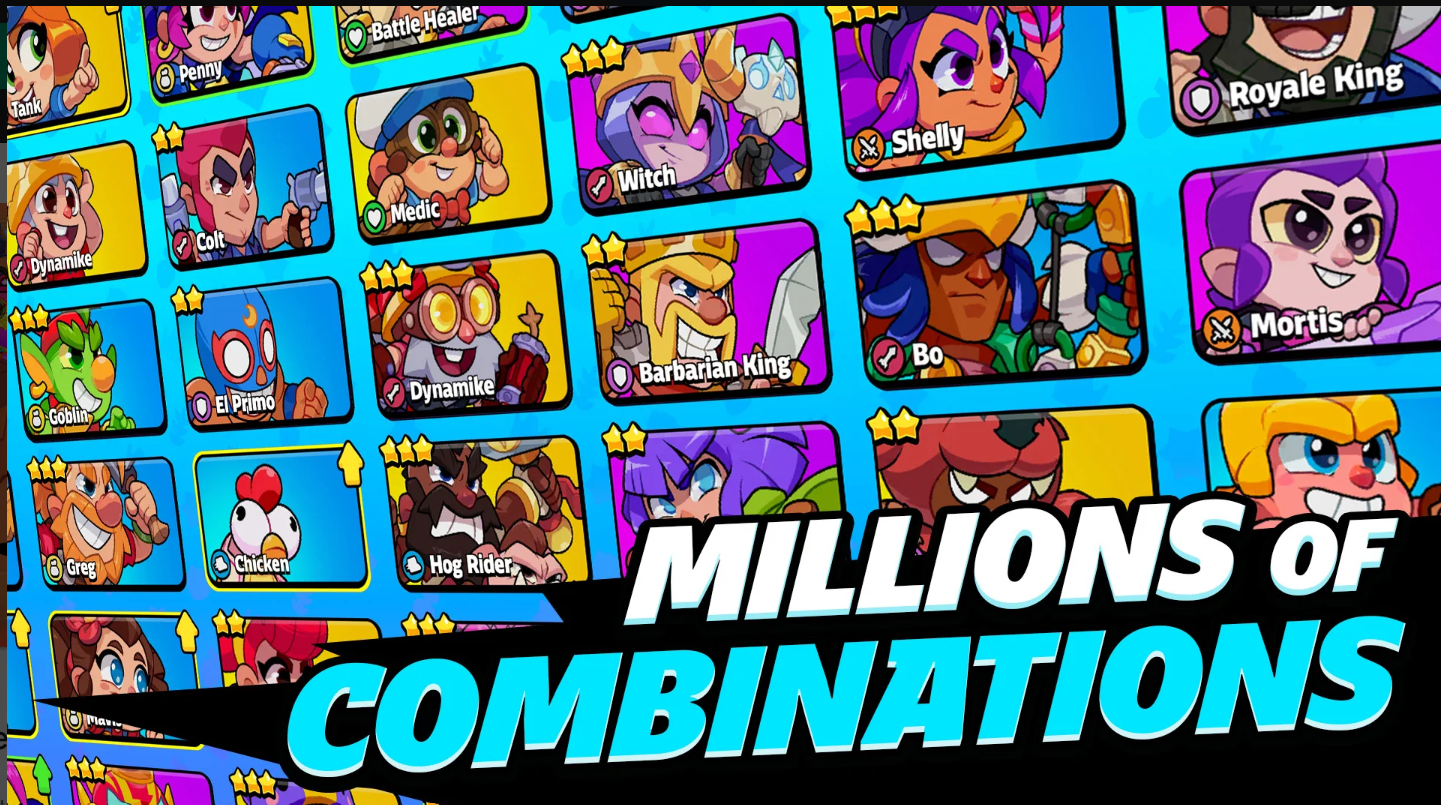 Tank
Penny
Battle Healer
Royale King
Dynamike
Colt
Medic
Witch
Shelly
Goblin
El Primo
Dynamike
Barbarian King
Bo
Mortis
Greg
Chicken
Hog Rider
MILLIONS OF
COMBINATIONS